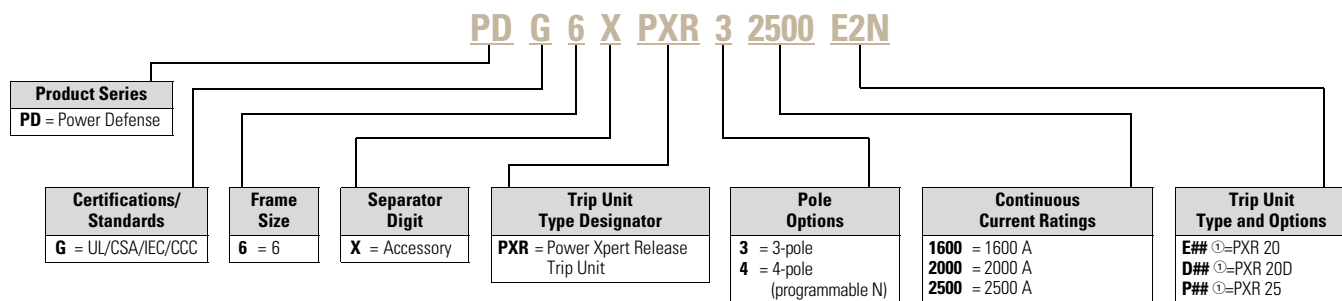 PD G 6 X PXR 3 2500 E2N
Product Series
PD = Power Defense
Certifications/
Standards
G = UL/CSA/IEC/CCC
Frame
Size
6 = 6
Separator
Digit
X = Accessory
Trip Unit
Type Designator
PXR = Power Xpert Release
Trip Unit
Pole
Options
3 = 3-pole
4 = 4-pole
(programmable N)
Continuous
Current Ratings
1600 = 1600 A
2000 = 2000 A
2500 = 2500 A
Trip Unit
Type and Options
E## ①=PXR 20
D## ①=PXR 20D
P## ①=PXR 25